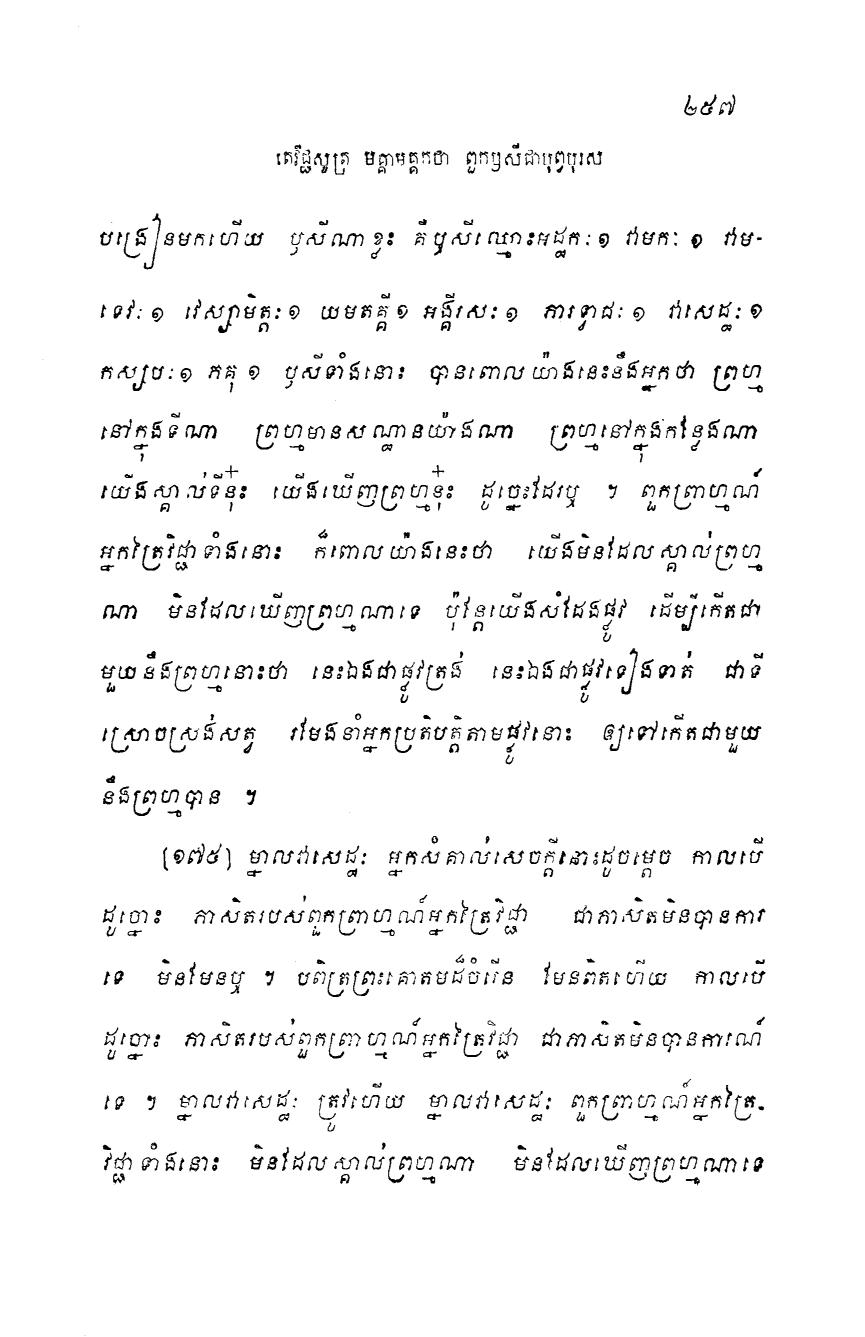 ២៥៧
តេវិជ្ជសូត្រ មគ្គាមគ្គកថា ពួកឫសីជាបុព្វបុរស
បង្រៀនមកហើយ ឫសីណាខ្លះ គឺឫសីឈ្មោះអដ្ឋកៈ១ វាមកៈ ១ វាម-
ទេវៈ ១ វេស្សាមិត្តៈ ១ យមតគ្គី ១ អង្គីរសៈ ១ ភារទ្វាជៈ ១ វាសេដ្ឋៈ ១
កស្សបៈ ១ ភគុ ១ ឫសីទាំងនោះ បានពោលយ៉ាងនេះនឹងអ្នកថា ព្រហ្ម
នៅក្នុងទីណា ព្រហ្មមានសណ្ឋានយ៉ាងណា ព្រហ្មនៅក្នុងកន្លែងណា
យើងស្គាល់ទីនុ៎ះ យើងឃើញព្រហ្មនុ៎ះ ដូច្នេះដែរឬ ។ ពួកព្រាហ្មណ៍
អ្នកត្រៃវិជ្ជាទាំងនោះ ក៏ពោលយ៉ាងនេះថា យើងមិនដែលស្គាល់ព្រហ្ម
ណា មិនដែលឃើញព្រហ្មណាទេ ប៉ុន្តែយើងសំដែងផ្លូវ ដើម្បីកើតជា
មួយនឹងព្រហ្មនោះថា នេះឯងជាផ្លូវត្រង់ នេះឯងជាផ្លូវទៀងទាត់ ជាទី
ស្រោចស្រង់សត្វ រមែងនាំអ្នកប្រតិបត្តិតាមផ្លូវនោះ ឲ្យទៅកើតជាមួយ
នឹងព្រហ្មបាន ។
[១៧៥] ម្នាលវាសេដ្ឋៈ អ្នកសំគាល់សេចក្តីនោះដូចម្តេច កាលបើ
ដូច្នោះ ភាសិតរបស់ពួកព្រាហ្មណ៍អ្នកត្រៃវិជ្ជា ជាភាសិតមិនបានការ
ទេ មិនមែនឬ ។ បពិត្រព្រះគោតមដ៏ចំរើន មែនពិតហើយ កាលបើ
ដូច្នោះ ភាសិតរបស់ពួកព្រាហ្មណ៍អ្នកត្រៃវិជ្ជា ជាភាសិតមិនបានការណ៍
ទេ ។ ម្នាលវាសេដ្ឋៈ ត្រូវហើយ ម្នាលវាសេដ្ឋៈ ពួកព្រាហ្មណ៍អ្នកត្រៃ-
វិជ្ជាទាំងនោះ មិនដែលស្គាល់ព្រហ្មណា មិនដែលឃើញព្រហ្មណាទេ